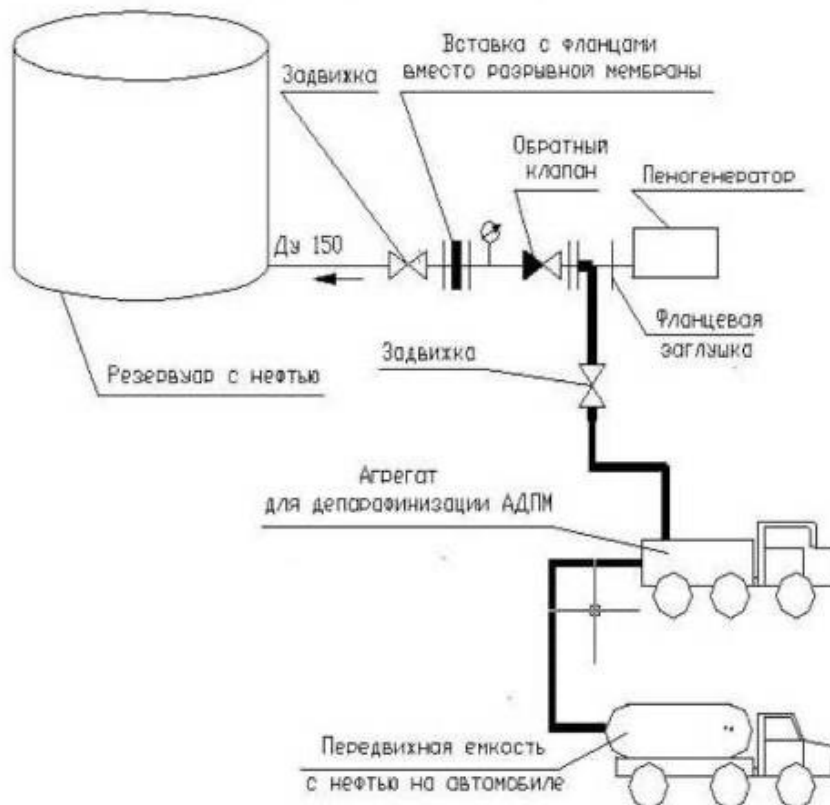 Вставка с фланцами
вместо разрывной мембраны
Задвижка
Обратный
клапан
Пеногенератор
Ду 150
Фланцевая
заглушка
Задвижка
Резервуар с нефтью
Агрегат
для депарафинизации АДПМ
Передвижная емкость
с нефтью на автомобиле